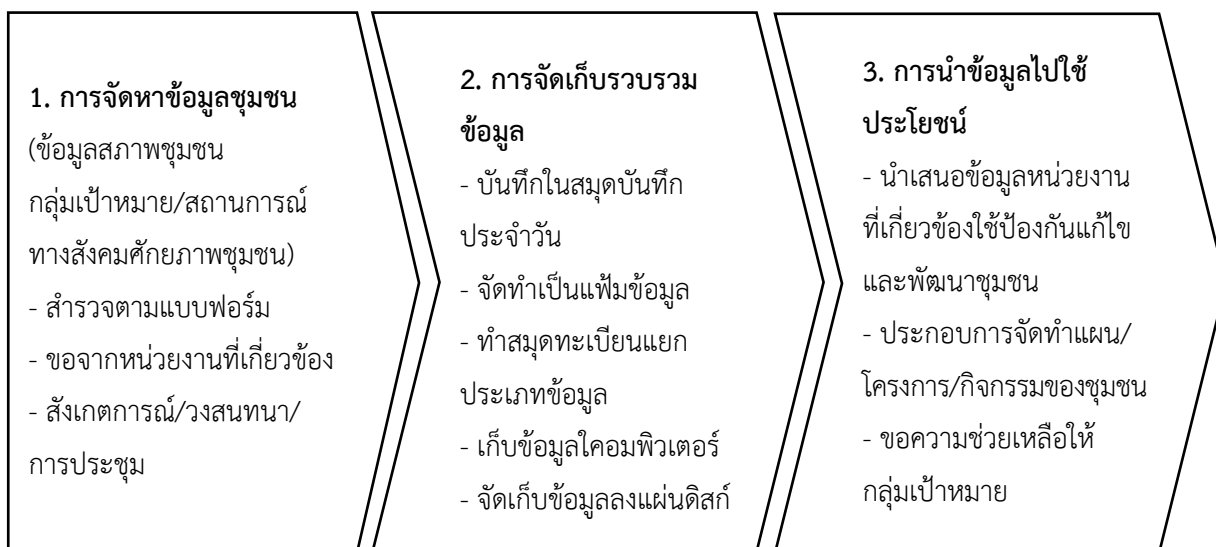 1. การจัดหาข้อมูลชุมชน
(ข้อมูลสภาพชุมชน
กลุ่มเป้าหมาย/สถานการณ์
ทางสังคมศักยภาพชุมชน)
- สำรวจตามแบบฟอร์ม
- ขอจากหน่วยงานที่เกี่ยวข้อง
- สังเกตการณ์/วงสนทนา/
การประชุม
2. การจัดเก็บรวบรวม
ข้อมูล
- บันทึกในสมุดบันทึก
ประจำวัน
- จัดทำเป็นแฟ้มข้อมูล
- ทำสมุดทะเบียนแยก
ประเภทข้อมูล
- เก็บข้อมูลใคอมพิวเตอร์
- จัดเก็บข้อมูลลงแผ่นดิสก์
3. การนำข้อมูลไปใช้
ประโยชน์
- นำเสนอข้อมูลหน่วยงาน
ที่เกี่ยวข้องใช้ป้องกันแก้ไข
และพัฒนาชุมชน
- ประกอบการจัดทำแผน/
โครงการ/กิจกรรมของชุมชน
- ขอความช่วยเหลือให้
กลุ่มเป้าหมาย